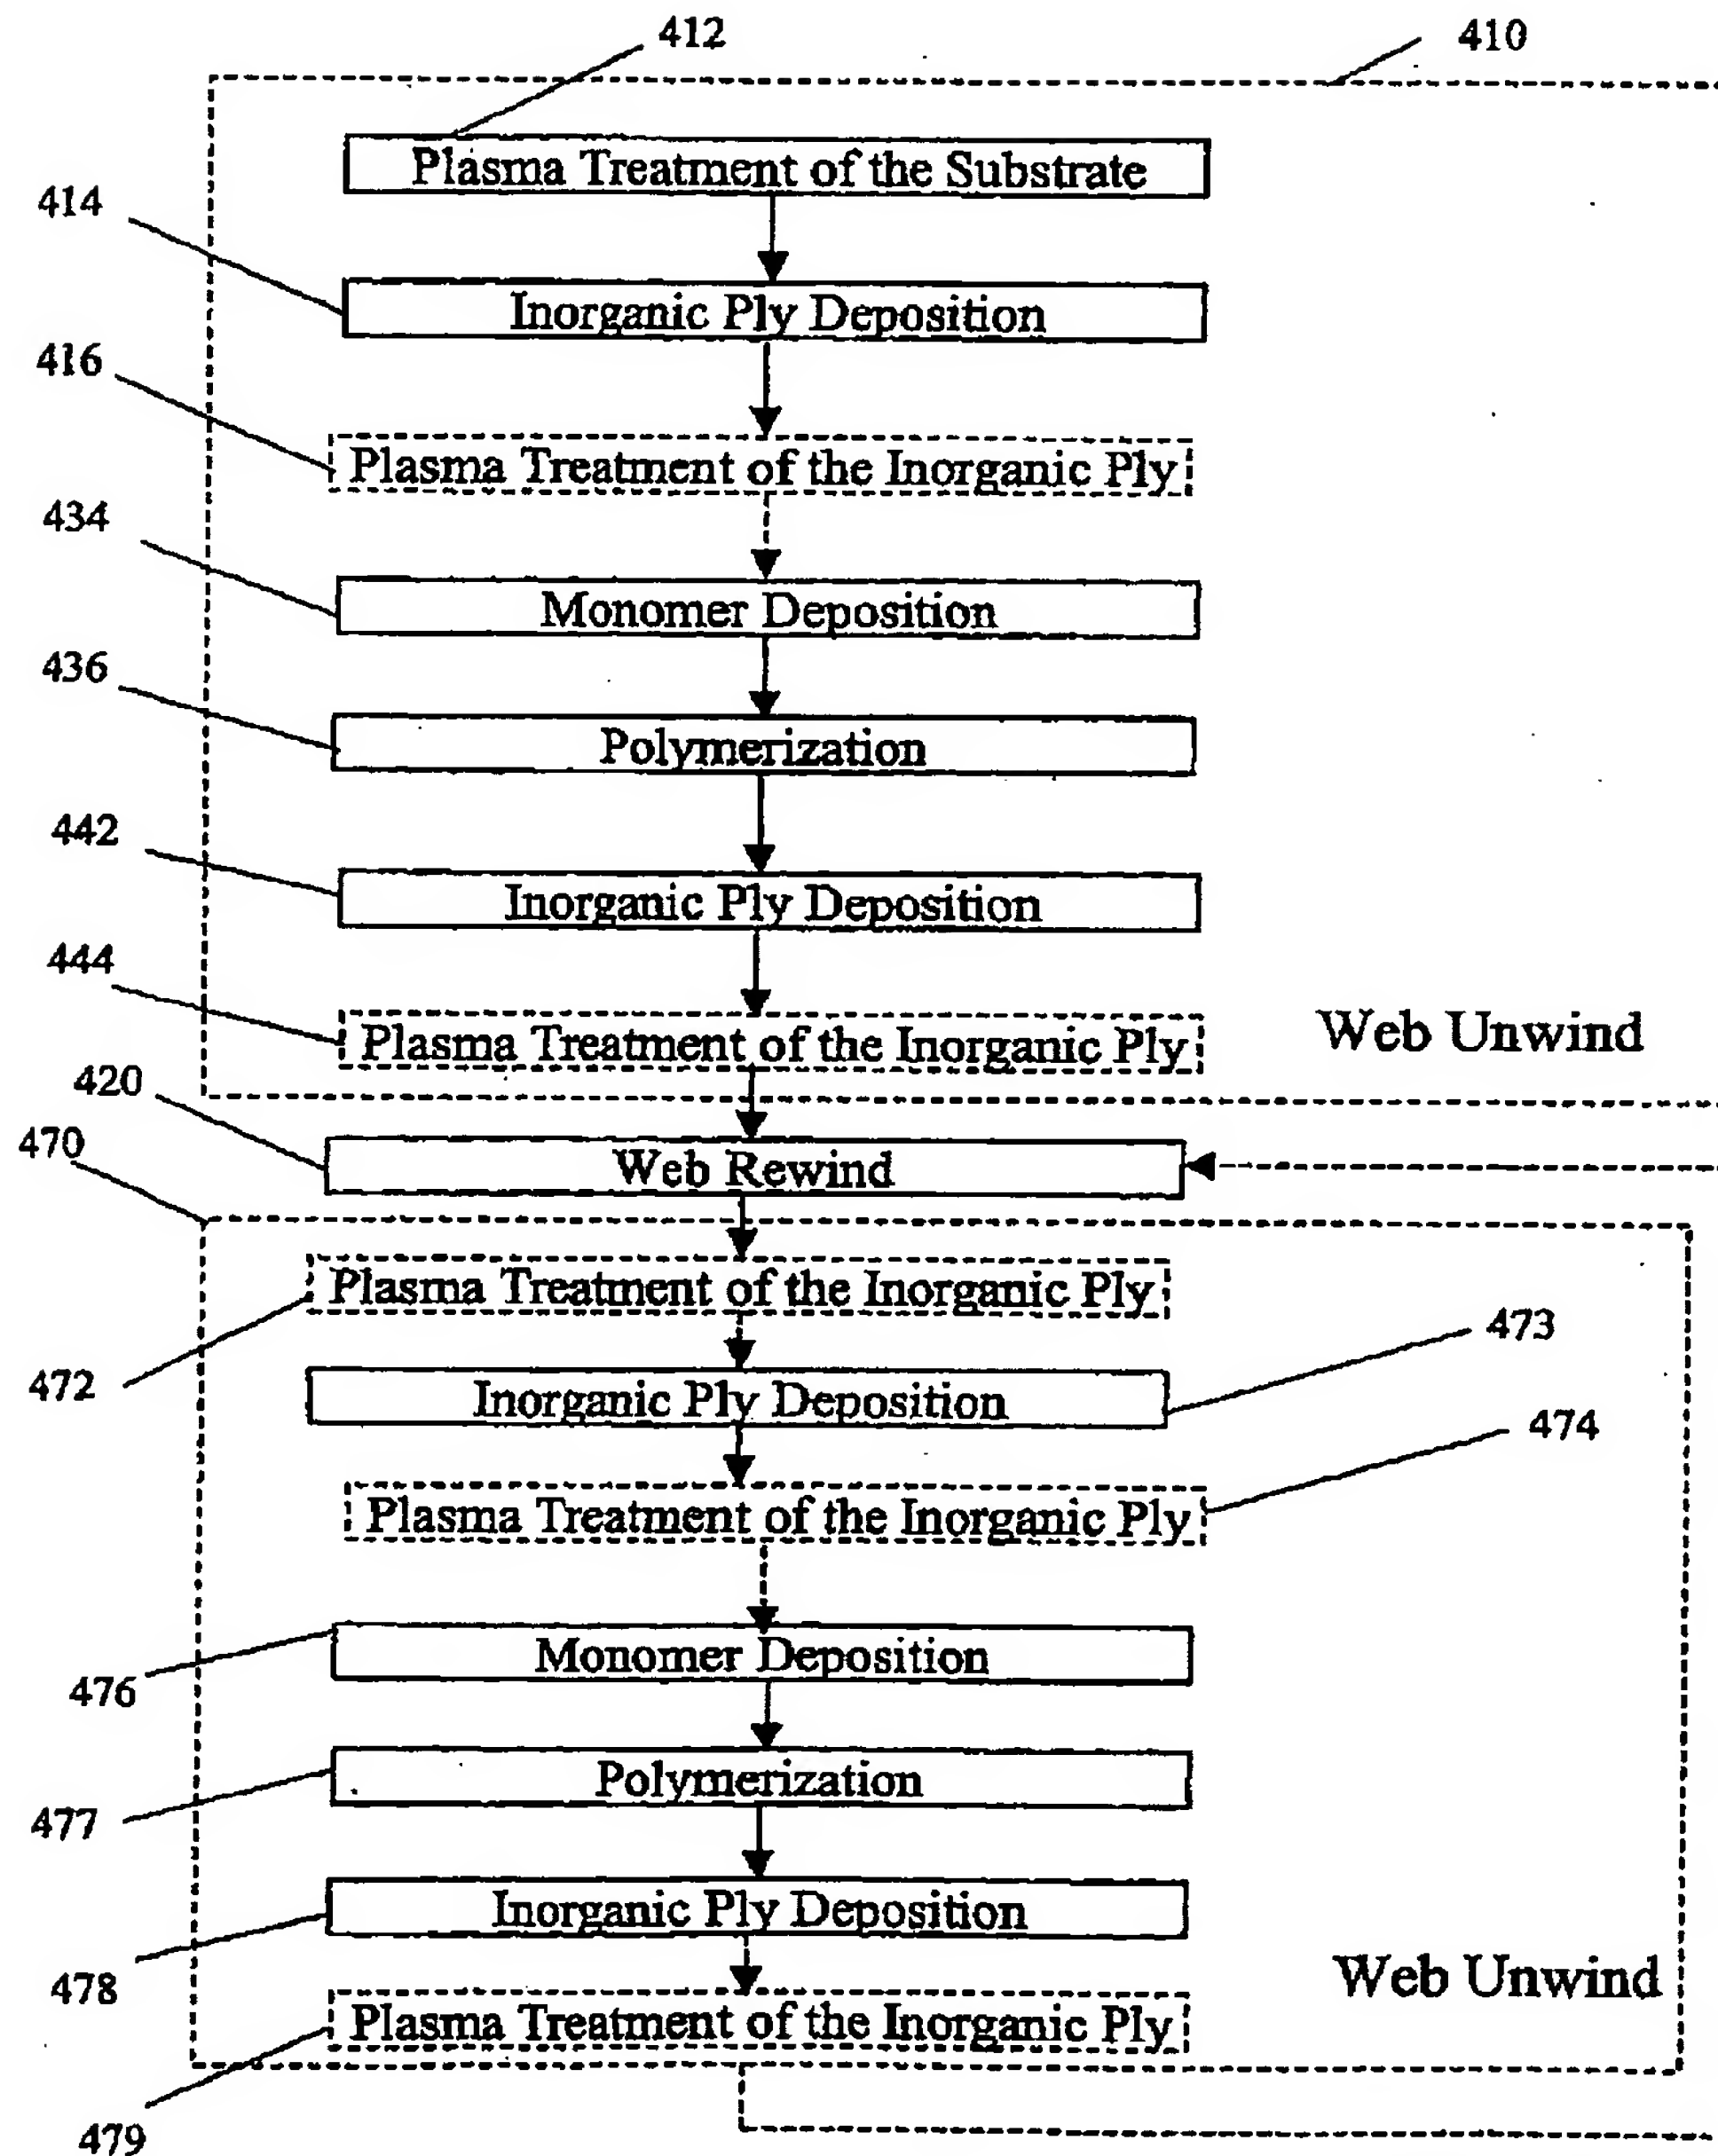 412
410
Plasma Treatment of the Substrate
414
Inorganic Ply Deposition
416
Plasma Treatment of the Inorganic Ply
434
Monomer Deposition
436
Polymerization
442
Inorganic Ply Deposition
444
Plasma Treatment of the Inorganic Ply
Web Unwind
420
470
Web Rewind
Plasma Treatment of the Inorganic Ply
472
473
Inorganic Ply Deposition
474
Plasma Treatment of the Inorganic Ply
476
Monomer Deposition
477
Polymerization
478
Inorganic Ply Deposition
Web Unwind
479
Plasma Treatment of the Inorganic Ply